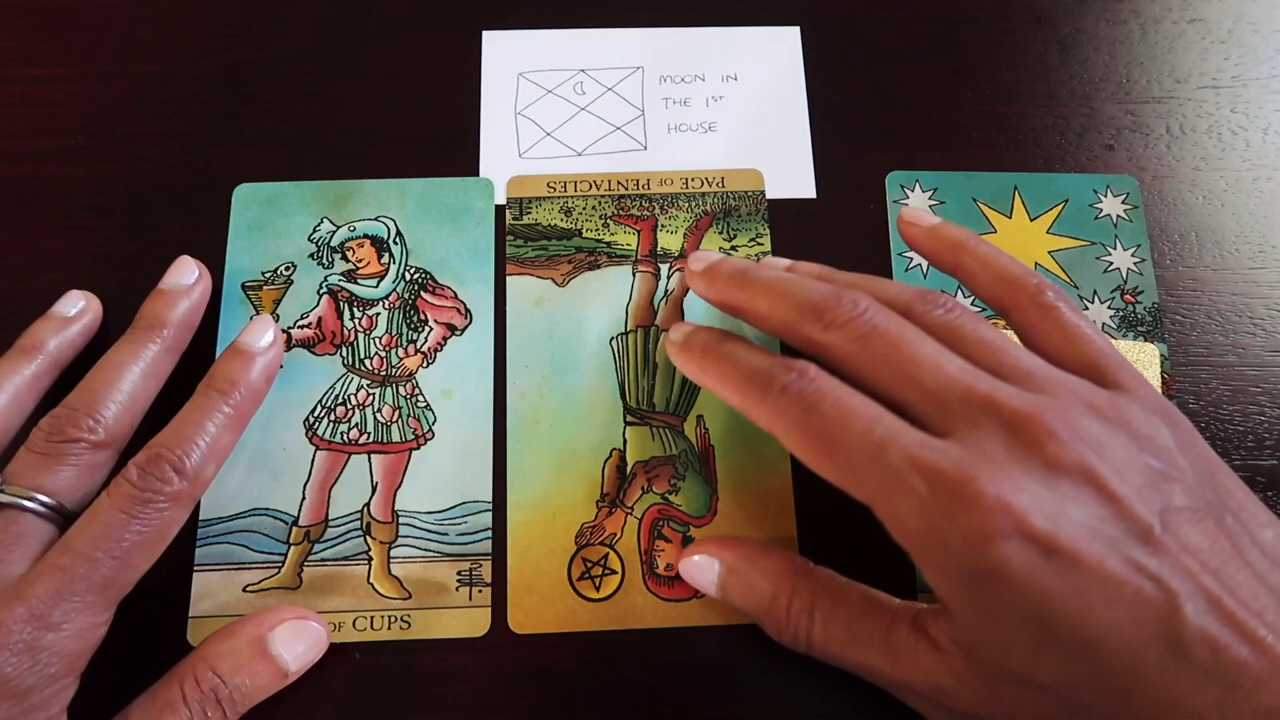 MOON IN
THE 1ST
HOUSE
PAGE OF PENTACLES
OF CUPS